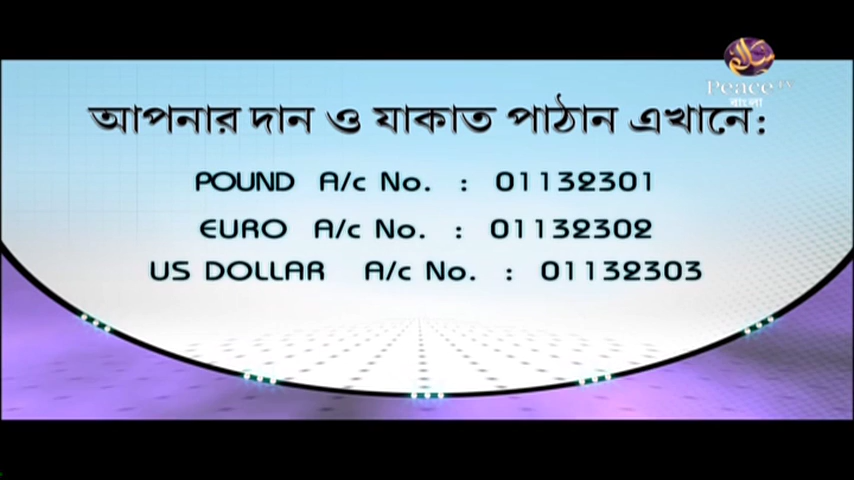 Peace TV
বাংলা
আপনার দান ও যাকাত পাঠান এখানে:
POUND A/c No. : 01132301
EURO A/c No. : 01132302
US DOLLAR A/c No. : 01132303